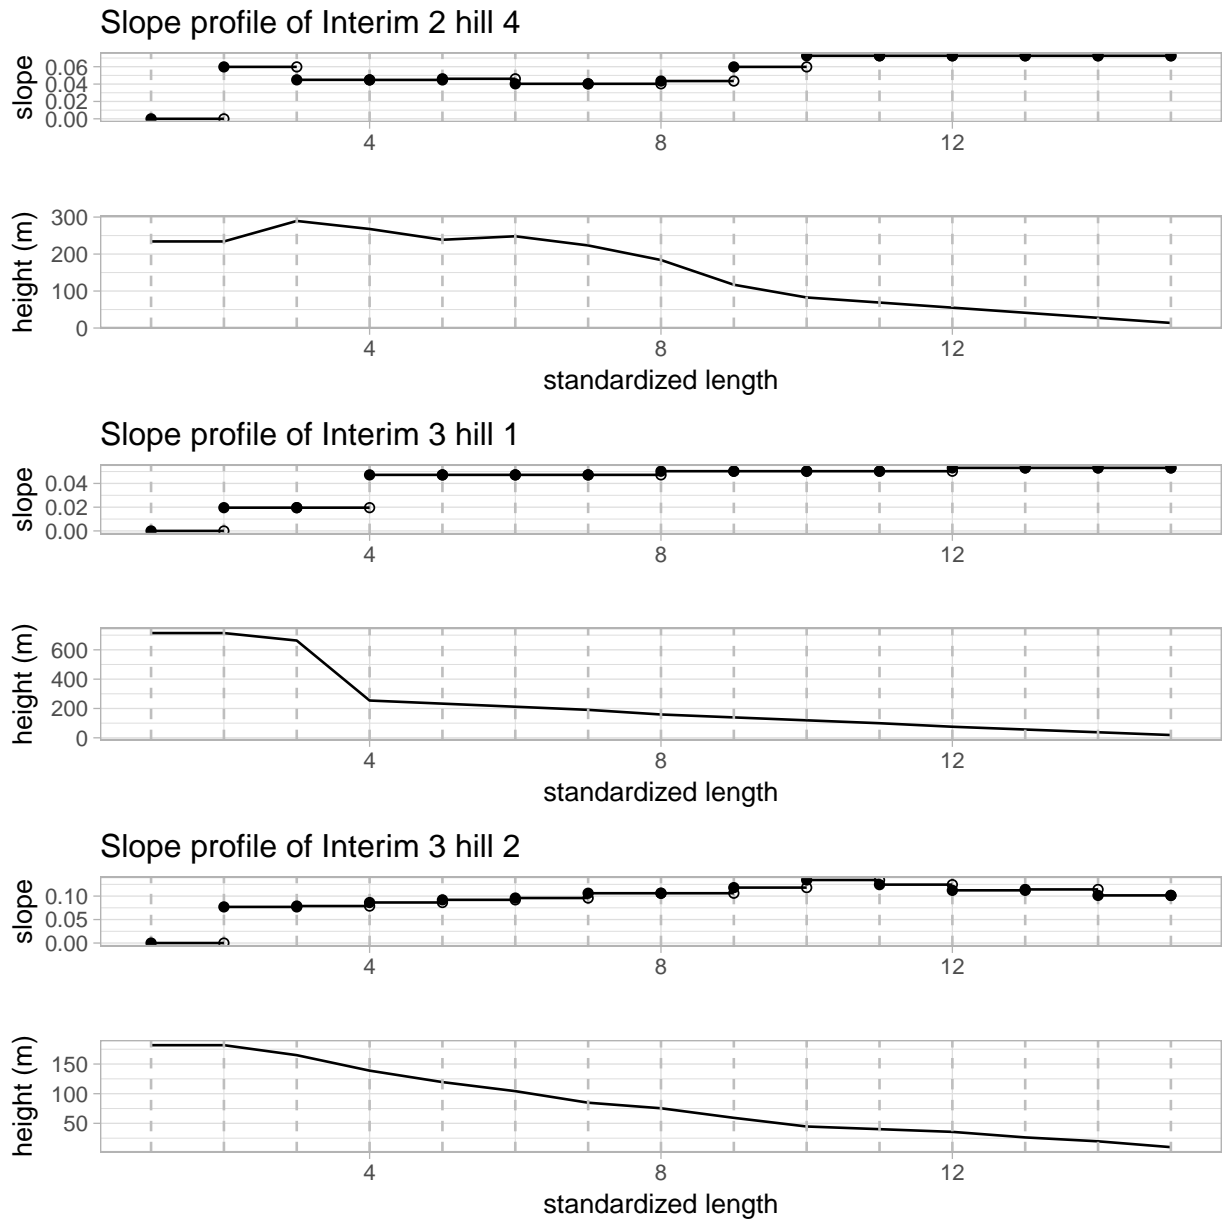 Slope profile of Interim 2 hill 4
slope
0.06
0.04
0.02
0.00
4 8 12
height (m)
300
200
100
0
4 8 12
standardized length
Slope profile of Interim 3 hill 1
slope
0.04
0.02
0.00
4 8 12
height (m)
600
400
200
0
4 8 12
standardized length
Slope profile of Interim 3 hill 2
slope
0.10
0.05
0.00
4 8 12
height (m)
150
100
50
4 8 12
standardized length